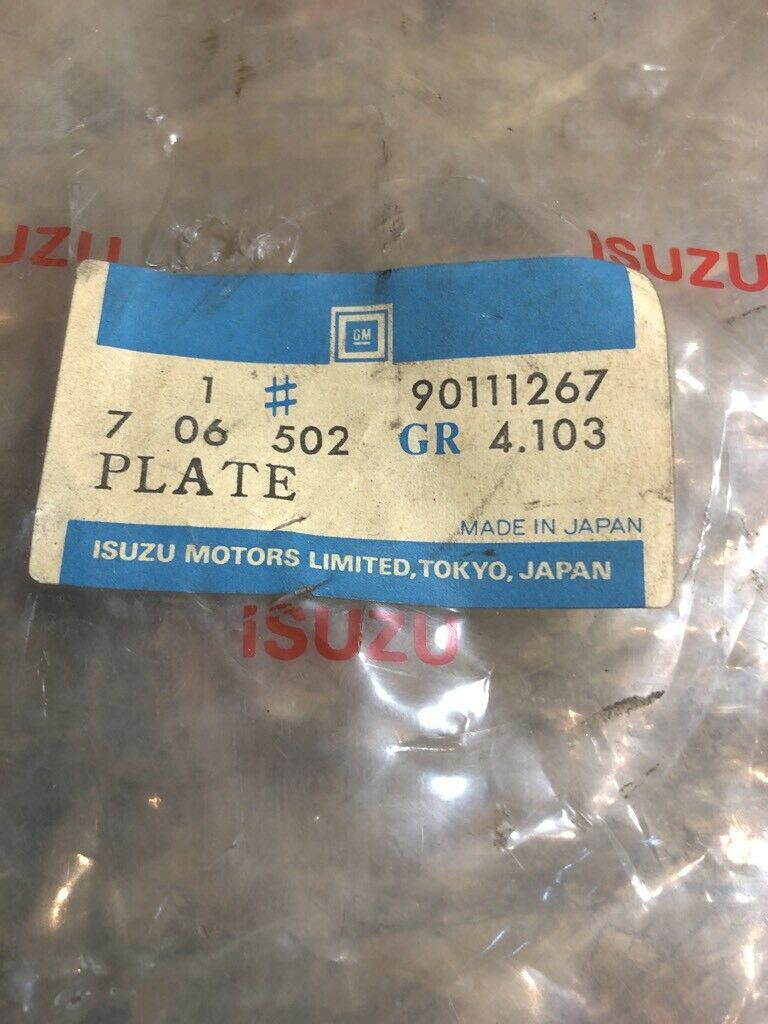 UZU
ISUZU
GM
1 # 90111267
7 06 502 GR 4.103
PLATE
MADE IN JAPAN
ISUZU MOTORS LIMITED, TOKYO, JAPAN
ISUZU